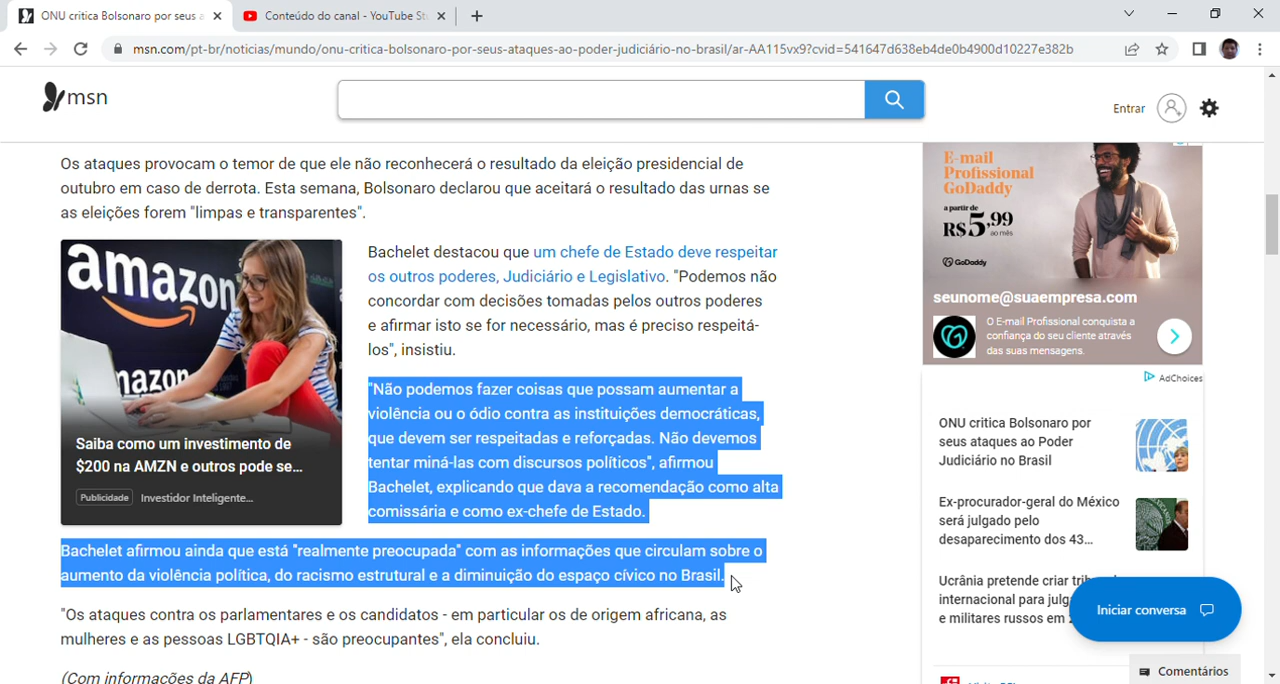 ONU critica Bolsonaro por seus a
Conteúdo do canal - YouTube St
msn.com/pt-br/noticias/mundo/onu-critica-bolsonaro-por-seus-ataques-ao-poder-judiciário-no-brasil/ar-AA115vx9?cvid=541647d638eb4de0b4900d10227e382b
msn
Entrar
Os ataques provocam o temor de que ele não reconhecerá o resultado da eleição presidencial de
outubro em caso de derrota. Esta semana, Bolsonaro declarou que aceitará o resultado das urnas se
as eleições forem "limpas e transparentes".
amazon
mazon
Saiba como um investimento de
$200 na AMZN e outros pode se...
Publicidade
Investidor Inteligente...
Bachelet destacou que um chefe de Estado deve respeitar
os outros poderes, Judiciário e Legislativo. "Podemos não
concordar com decisões tomadas pelos outros poderes
e afirmar isto se for necessário, mas é preciso respeitá-
los", insistiu.
"Não podemos fazer coisas que possam aumentar a
violência ou o ódio contra as instituições democráticas,
que devem ser respeitadas e reforçadas. Não devemos
tentar miná-las com discursos políticos", afirmou
Bachelet, explicando que dava a recomendação como alta
comissária e como ex-chefe de Estado.
Bachelet afirmou ainda que está "realmente preocupada" com as informações que circulam sobre o
aumento da violência política, do racismo estrutural e a diminuição do espaço cívico no Brasil.
"Os ataques contra os parlamentares e os candidatos - em particular os de origem africana, as
mulheres e as pessoas LGBTQIA+ - são preocupantes", ela concluiu.
(Com informações da AFP)
E-mail
Profissional
GoDaddy
a partir de
R$5,99
ao mês
GoDaddy
seunome@suaempresa.com
O E-mail Profissional conquista a
confiança do seu cliente através
das suas mensagens.
AdChoices
ONU critica Bolsonaro por
seus ataques ao Poder
Judiciário no Brasil
Ex-procurador-geral do México
será julgado pelo
desaparecimento dos 43...
Ucrânia pretende criar
internacional para
e militares russos em
Iniciar conversa
Comentários